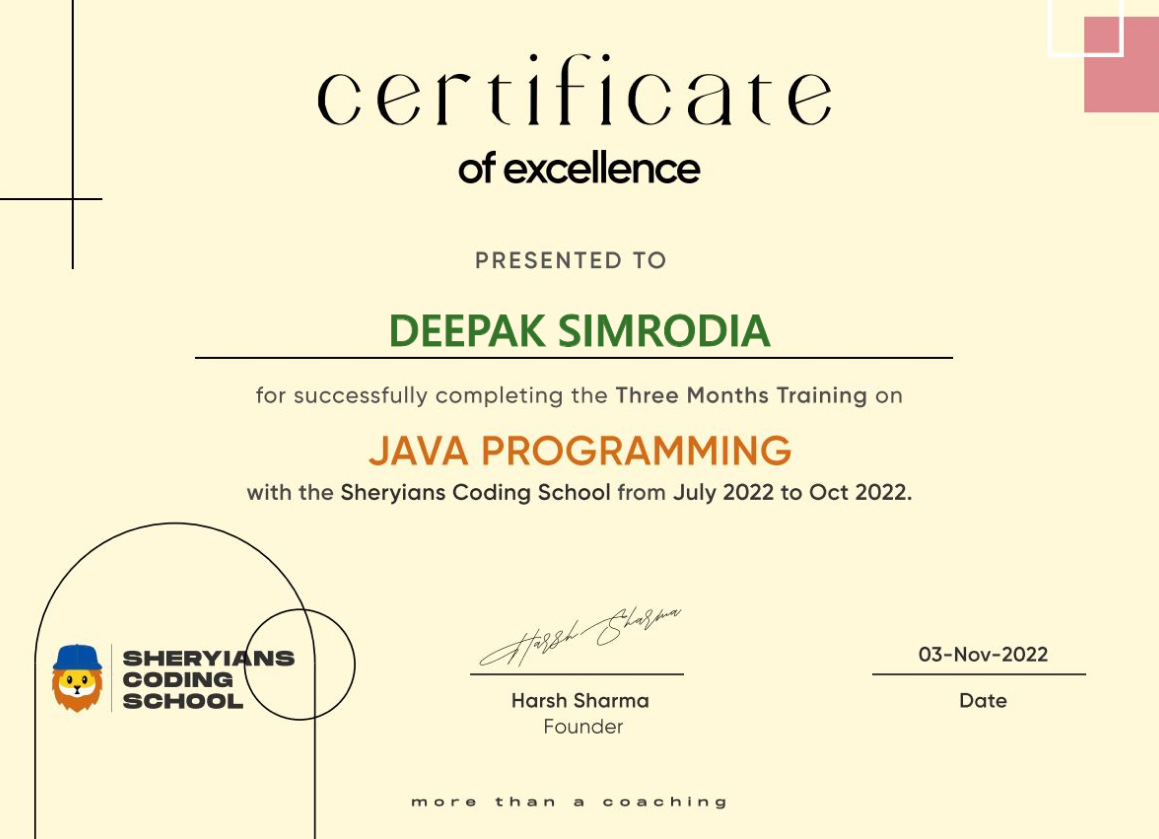 certificate
of excellence
PRESENTED TO
DEEPAK SIMRODIA
for successfully completing the Three Months Training on
JAVA PROGRAMMING
with the Sheryians Coding School from July 2022 to Oct 2022.
SHERYIANS
CODING
SCHOOL
Harsh Sharma
Harsh Sharma
Founder
03-Nov-2022
Date
more than a coaching